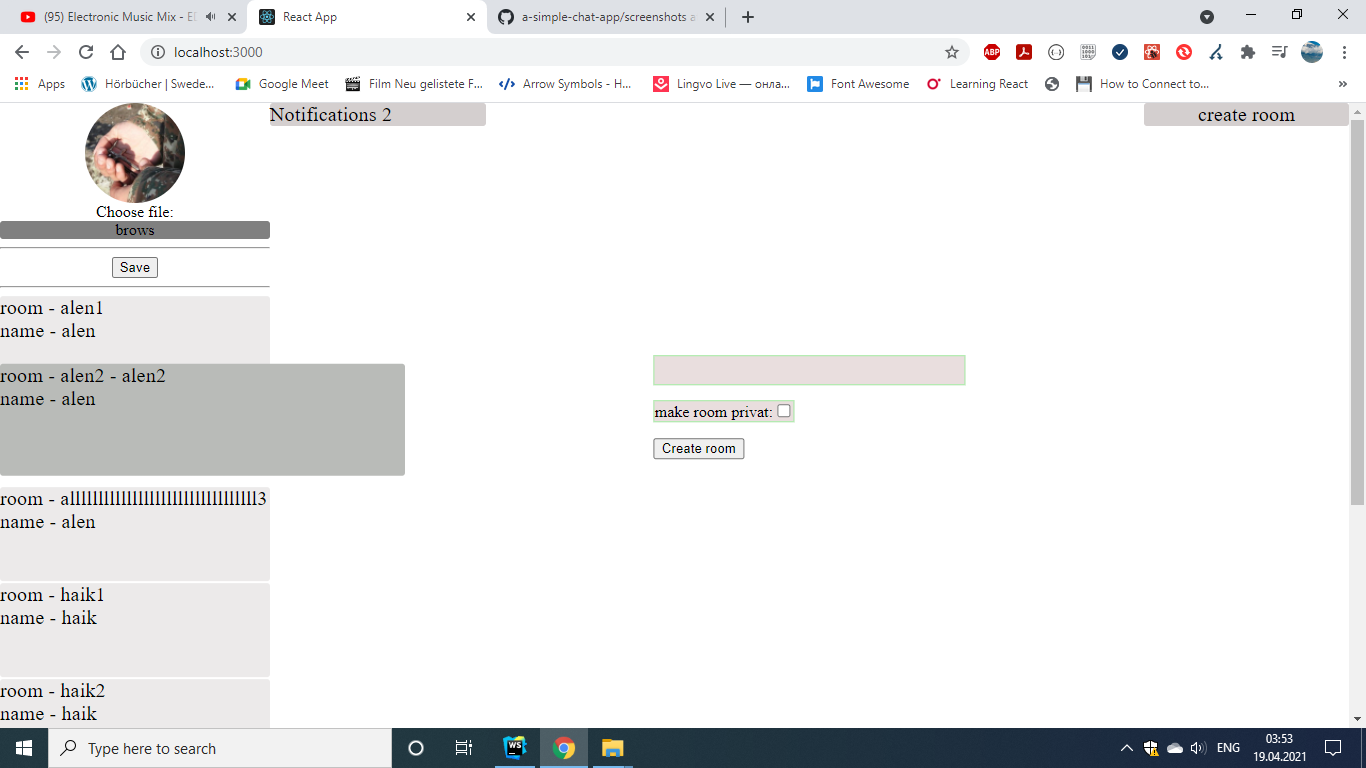 (95) Electronic Music Mix - El
React App
a-simple-chat-app/screenshots a
localhost:3000
ABP
Apps
Hörbücher | Swede...
Google Meet
Film Neu gelistete F...
Arrow Symbols - H...
Lingvo Live — онла...
Font Awesome
Learning React
How to Connect to...
Notifications 2
create room
Choose file:
brows
Save
room - alen1
name - alen
room - alen2 - alen2
name - alen
room - alllllllllllllllllllllllllllllllll3
name - alen
room - haik1
name - haik
room - haik2
name - haik
make room privat:
Create room
Type here to search
WS
ENG
03:53
19.04.2021